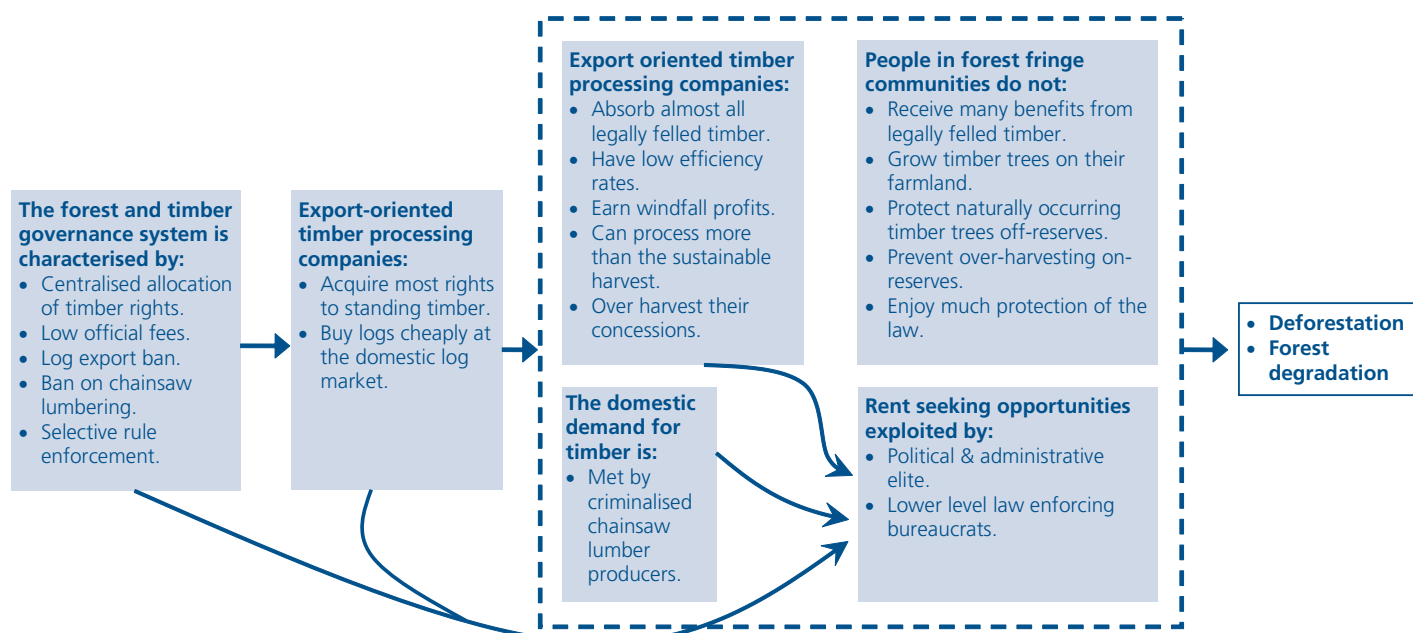 The forest and timber
governance system is
characterised by:
• Centralised allocation
of timber rights.
• Low official fees.
• Log export ban.
• Ban on chainsaw
lumbering.
• Selective rule
enforcement.
Export-oriented
timber processing
companies:
• Acquire most rights
to standing timber.
• Buy logs cheaply at
the domestic log
market.
Export oriented timber
processing companies:
• Absorb almost all
legally felled timber.
• Have low efficiency
rates.
• Earn windfall profits.
• Can process more
than the sustainable
harvest.
• Over harvest their
concessions.
People in forest fringe
communities do not:
• Receive many benefits from
legally felled timber.
• Grow timber trees on their
farmland.
• Protect naturally occurring
timber trees off-reserves.
• Prevent over-harvesting on-
reserves.
• Enjoy much protection of the
law.
The domestic
demand for
timber is:
• Met by
criminalised
chainsaw
lumber
producers.
Rent seeking opportunities
exploited by:
• Political & administrative
elite.
• Lower level law enforcing
bureaucrats.
• Deforestation
• Forest
degradation